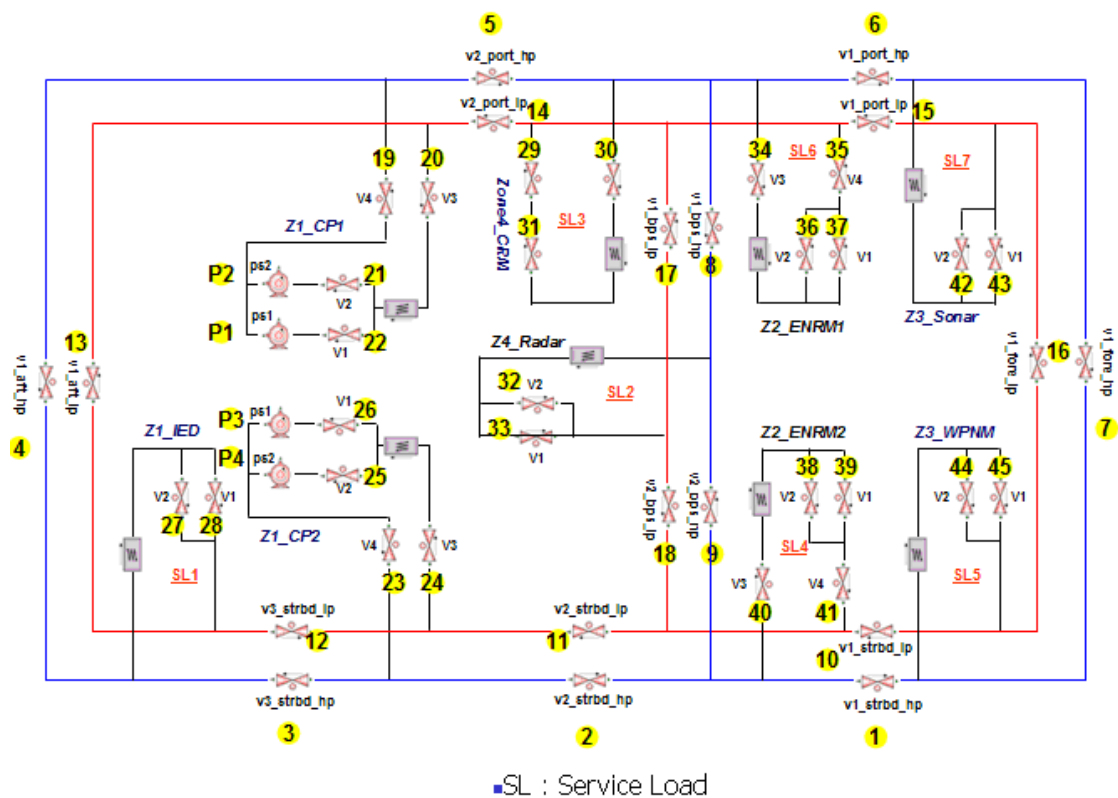 5
6
v2_port_hp
v1_port_hp
v2_port_lp
14
v1_port_lp
15
19
20
29
30
34
SL6
35
SL7
V4
V3
Zone4_CRM
SL3
V3
V4
Z1_CP1
31
v1_bps_lp
v1_bps_hp
36
37
P2
ps2
21
17
8
V2
V1
V2
V1
V2
42
43
P1
ps1
22
Z2_ENRM1
Z3_Sonar
V1
13
Z4_Radar
16
v1_aft_hp
v1_aft_lp
32
V2
SL2
v1_fore_lp
v1_fore_hp
4
P3
ps1
V1
26
33
V1
7
Z1_IED
P4
ps2
Z2_ENRM2
Z3_WPNM
25
V2
38
39
44
45
V2
V1
V2
V1
V2
V1
27
28
Z1_CP2
v2_bps_lp
v2_bps_hp
V4
V3
18
9
SL4
SL1
23
24
V3
V4
SL5
40
41
v3_strbd_lp
v2_strbd_lp
12
11
10
v1_strbd_lp
v3_strbd_hp
v2_strbd_hp
v1_strbd_hp
3
2
1
SL : Service Load